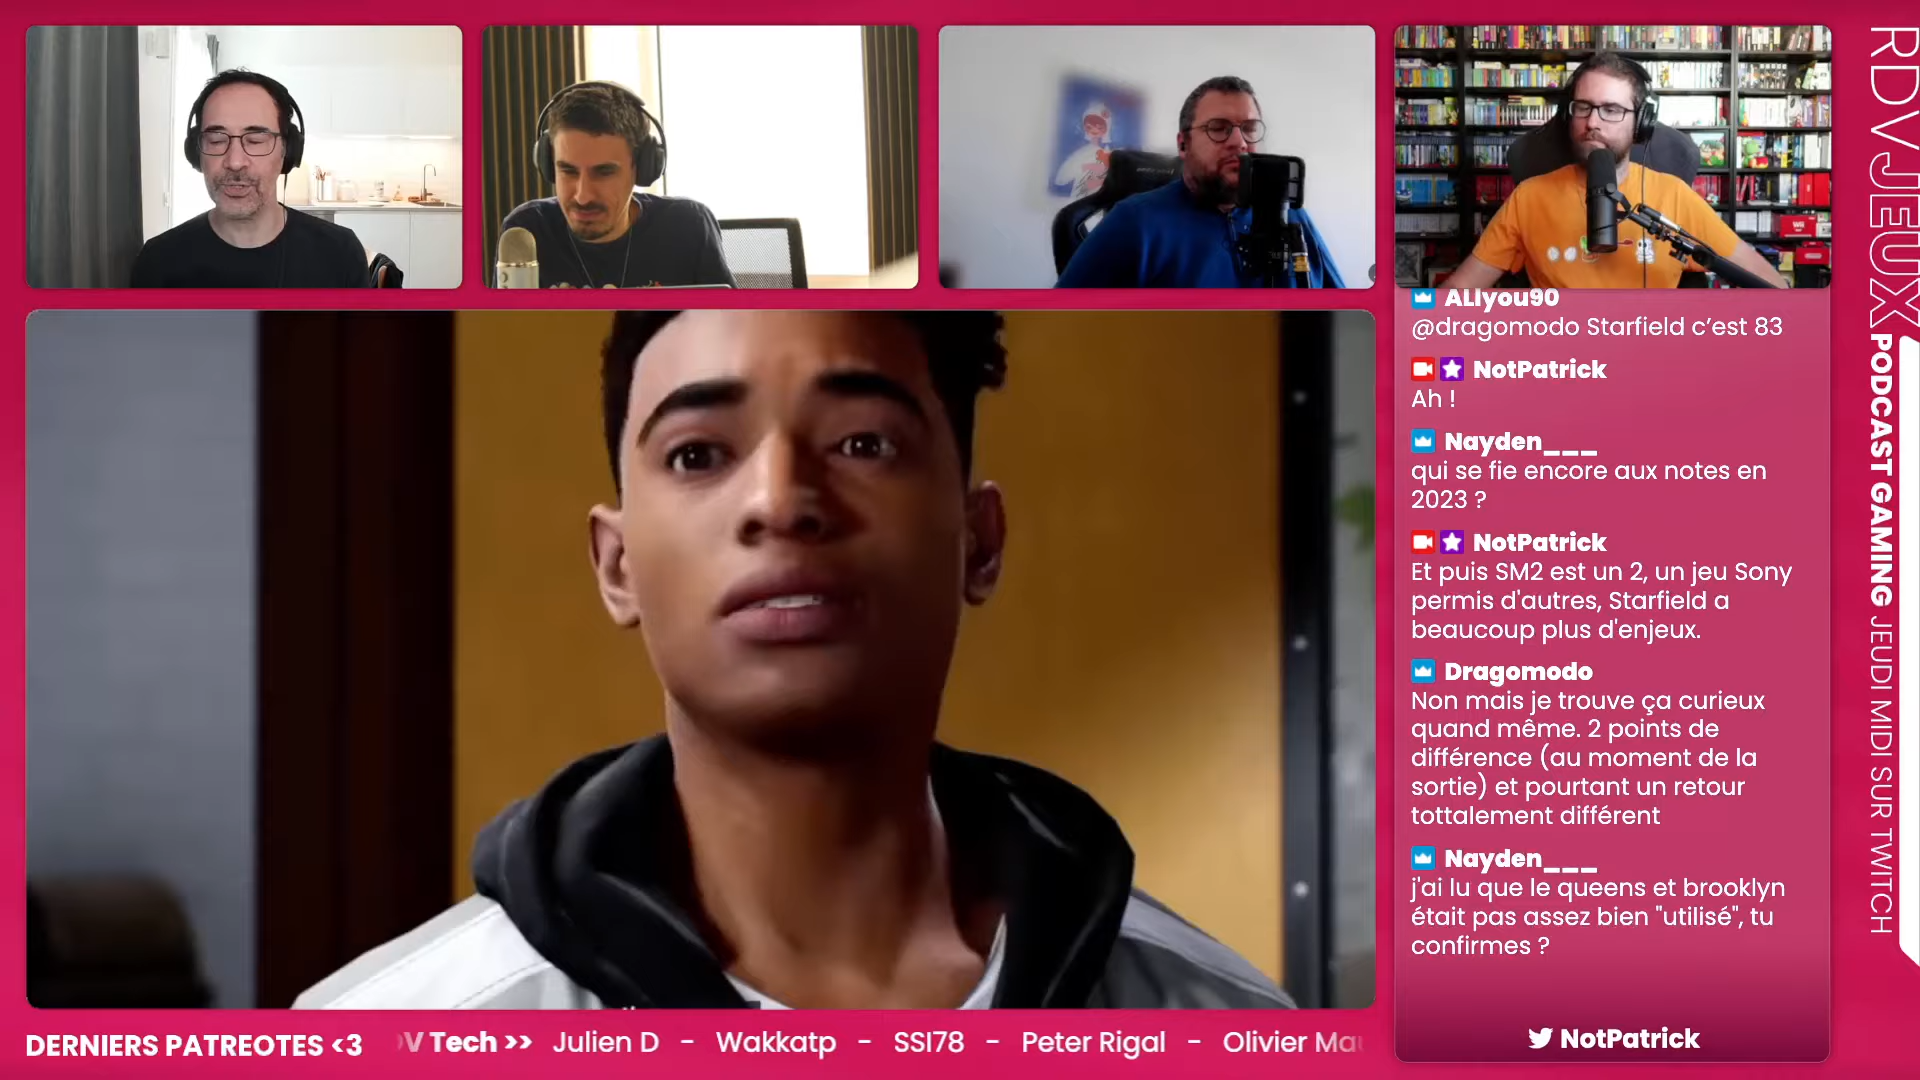 ALIyou90
@dragomodo Starfield c’est 83
NotPatrick
Ah !
Nayden___
qui se fie encore aux notes en
2023 ?
NotPatrick
Et puis SM2 est un 2, un jeu Sony
permis d'autres, Starfield a
beaucoup plus d'enjeux.
Dragomodo
Non mais je trouve ça curieux
quand même. 2 points de
différence (au moment de la
sortie) et pourtant un retour
tottalement différent
Nayden___
j'ai lu que le queens et brooklyn
était pas assez bien "utilisé", tu
confirmes ?
NotPatrick
RDV JEUX PODCAST GAMING JEUDI MIDI SUR TWITCH
DERNIERS PATREOTES <3 V Tech >> Julien D - Wakkatp - SSI78 - Peter Rigal - Olivier
Wii